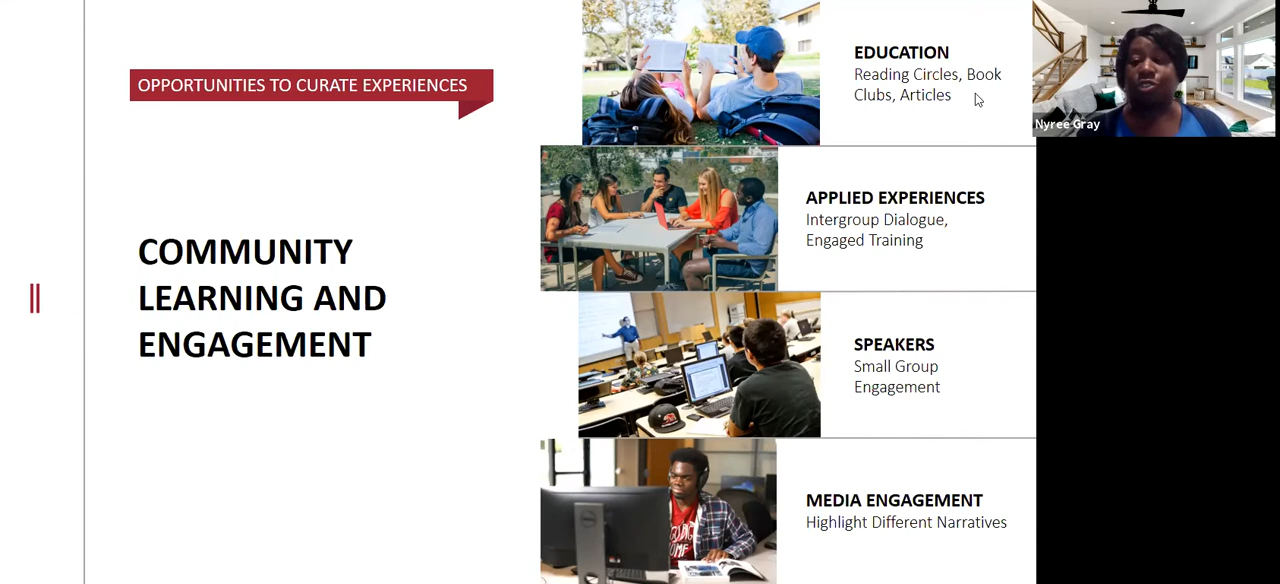 OPPORTUNITIES TO CURATE EXPERIENCES
COMMUNITY
LEARNING AND
ENGAGEMENT
EDUCATION
Reading Circles, Book
Clubs, Articles
APPLIED EXPERIENCES
Intergroup Dialogue,
Engaged Training
SPEAKERS
Small Group
Engagement
MEDIA ENGAGEMENT
Highlight Different Narratives
Nyree Gray
DELL